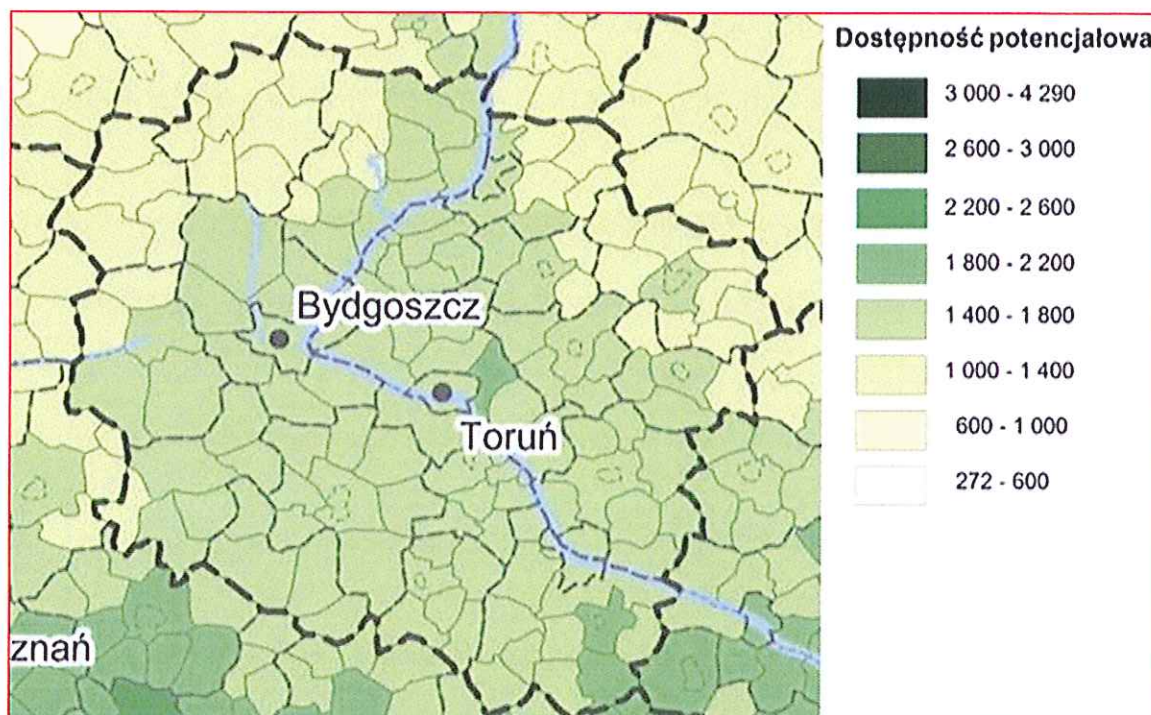 Dostępność potencjałowa
3 000 - 4 290
2 600 - 3 000
2 200 - 2 600
1 800 - 2 200
1 400 - 1 800
1 000 - 1 400
600 - 1 000
272 - 600
Bydgoszcz
Toruń
znań